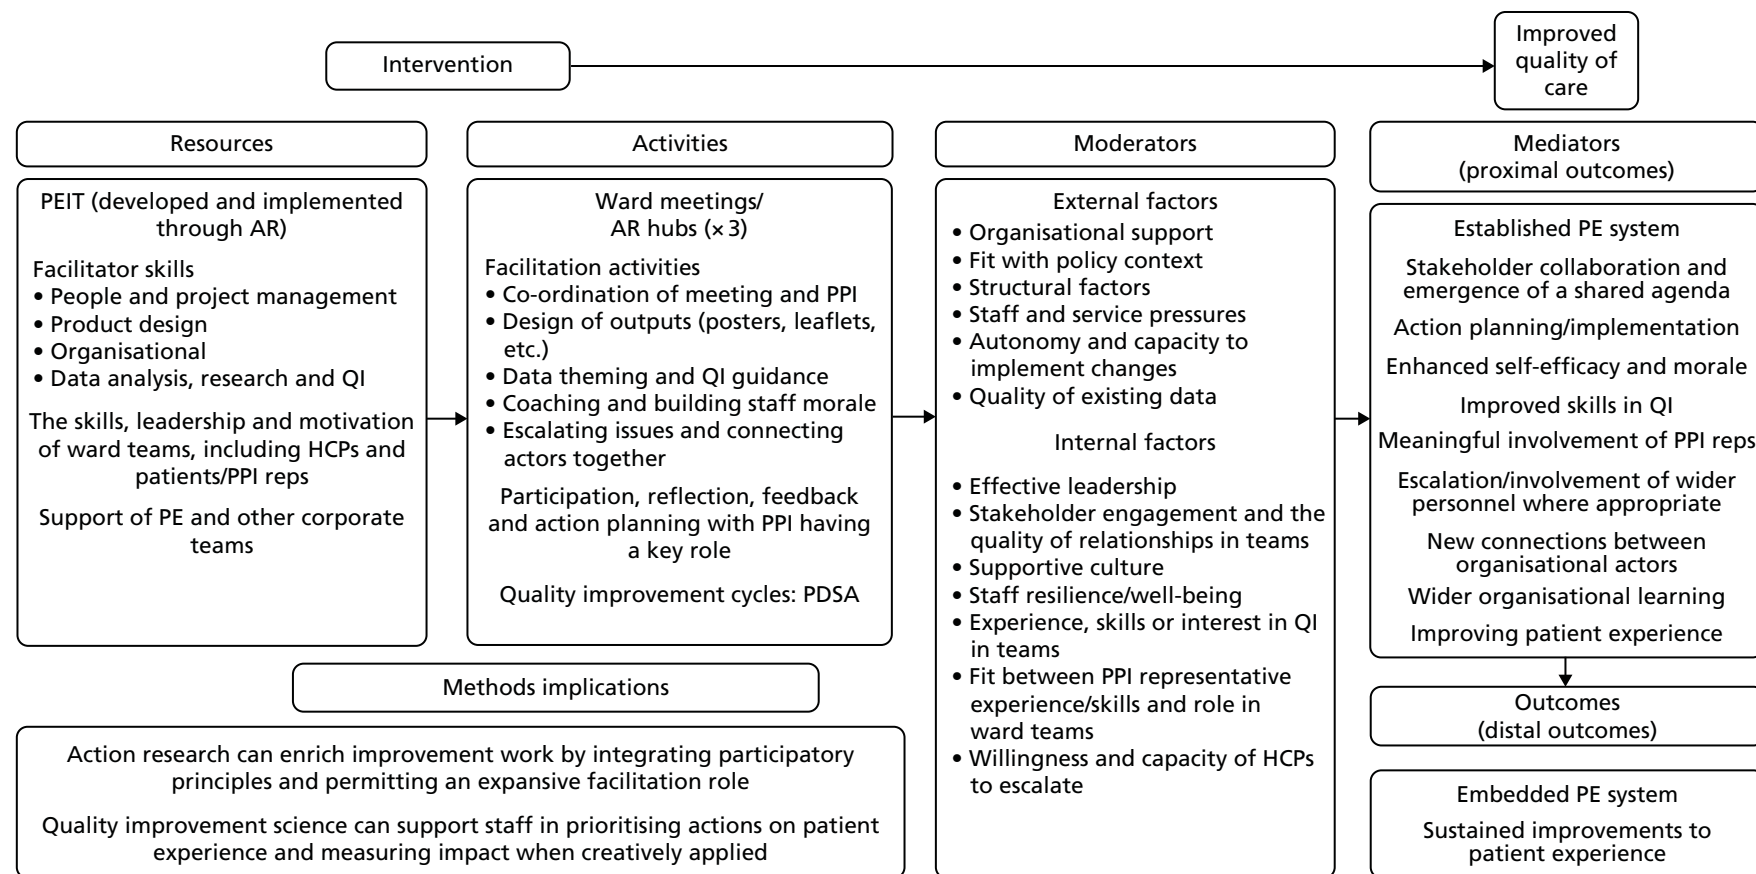 Intervention
Improved
quality of
care
Resources
PEIT (developed and implemented
through AR)
Facilitator skills
• People and project management
• Product design
• Organisational
• Data analysis, research and QI
The skills, leadership and motivation
of ward teams, including HCPs and
patients/PPI reps
Support of PE and other corporate
teams
Activities
Ward meetings/
AR hubs (× 3)
Facilitation activities
• Co-ordination of meeting and PPI
• Design of outputs (posters, leaflets,
etc.)
• Data theming and QI guidance
• Coaching and building staff morale
• Escalating issues and connecting
actors together
Participation, reflection, feedback
and action planning with PPI having
a key role
Quality improvement cycles: PDSA
Moderators
External factors
• Organisational support
• Fit with policy context
• Structural factors
• Staff and service pressures
• Autonomy and capacity to
implement changes
• Quality of existing data
Internal factors
• Effective leadership
• Stakeholder engagement and the
quality of relationships in teams
• Supportive culture
• Staff resilience/well-being
• Experience, skills or interest in QI
in teams
• Fit between PPI representative
experience/skills and role in
ward teams
• Willingness and capacity of HCPs
to escalate
Mediators
(proximal outcomes)
Established PE system
Stakeholder collaboration and
emergence of a shared agenda
Action planning/implementation
Enhanced self-efficacy and morale
Improved skills in QI
Meaningful involvement of PPI reps
Escalation/involvement of wider
personnel where appropriate
New connections between
organisational actors
Wider organisational learning
Improving patient experience
Outcomes
(distal outcomes)
Embedded PE system
Sustained improvements to
patient experience
Methods implications
Action research can enrich improvement work by integrating participatory
principles and permitting an expansive facilitation role
Quality improvement science can support staff in prioritising actions on patient
experience and measuring impact when creatively applied